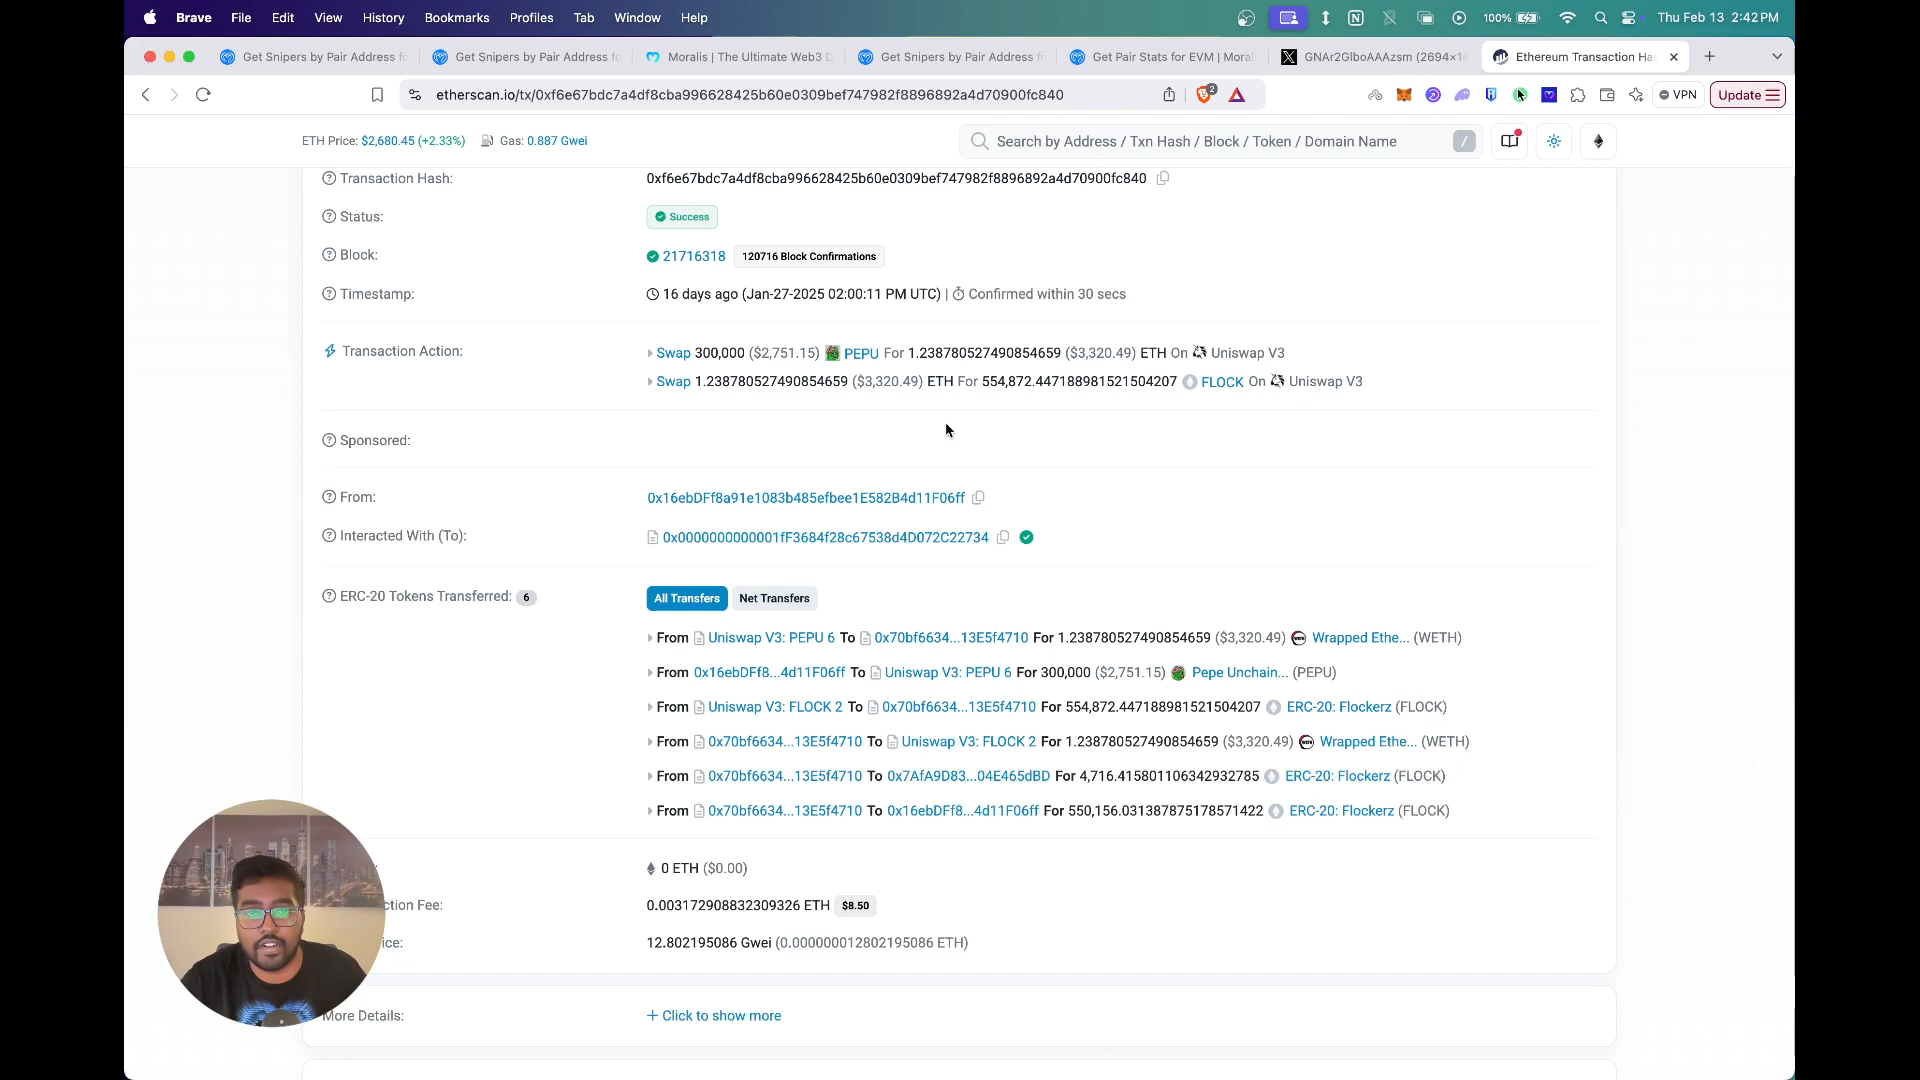 Brave File Edit View History Bookmarks Profiles Tab Window Help 100% Thu Feb 13 2:42 PM
Get Snipers by Pair Address fo Get Snipers by Pair Address fo Moralis | The Ultimate Web3 D Get Snipers by Pair Address fo Get Pair Stats for EVM | Moral GNAr2GlboAAAzsm (2694×14 Ethereum Transaction Has
etherscan.io/tx/0xf6e67bdc7a4df8cba996628425b60e0309bef747982f8896892a4d70900fc840 2 VPN Update
ETH Price: $2,680.45 (+2.33%) Gas: 0.887 Gwei Search by Address / Txn Hash / Block / Token / Domain Name /
Transaction Hash: 0xf6e67bdc7a4df8cba996628425b60e0309bef747982f8896892a4d70900fc840
Status: Success
Block: 21716318 120716 Block Confirmations
Timestamp: 16 days ago (Jan-27-2025 02:00:11 PM UTC) | Confirmed within 30 secs
Transaction Action: Swap 300,000 ($2,751.15) PEPU For 1.238780527490854659 ($3,320.49) ETH On Uniswap V3
Swap 1.238780527490854659 ($3,320.49) ETH For 554,872.447188981521504207 FLOCK On Uniswap V3
Sponsored:
From: 0x16ebDFf8a91e1083b485efbee1E582B4d11F06ff
Interacted With (To): 0x0000000000001fF3684f28c67538d4D072C22734
ERC-20 Tokens Transferred: 6 All Transfers Net Transfers
From Uniswap V3: PEPU 6 To 0x70bf6634...13E5f4710 For 1.238780527490854659 ($3,320.49) Wrapped Ethe... (WETH)
From 0x16ebDFf8...4d11F06ff To Uniswap V3: PEPU 6 For 300,000 ($2,751.15) Pepe Unchain... (PEPU)
From Uniswap V3: FLOCK 2 To 0x70bf6634...13E5f4710 For 554,872.447188981521504207 ERC-20: Flockerz (FLOCK)
From 0x70bf6634...13E5f4710 To Uniswap V3: FLOCK 2 For 1.238780527490854659 ($3,320.49) Wrapped Ethe... (WETH)
From 0x70bf6634...13E5f4710 To 0x7AfA9D83...04E465dBD For 4,716.415801106342932785 ERC-20: Flockerz (FLOCK)
From 0x70bf6634...13E5f4710 To 0x16ebDFf8...4d11F06ff For 550,156.031387875178571422 ERC-20: Flockerz (FLOCK)
0 ETH ($0.00)
ction Fee: 0.003172908832309326 ETH $8.50
ice: 12.802195086 Gwei (0.000000012802195086 ETH)
More Details: + Click to show more